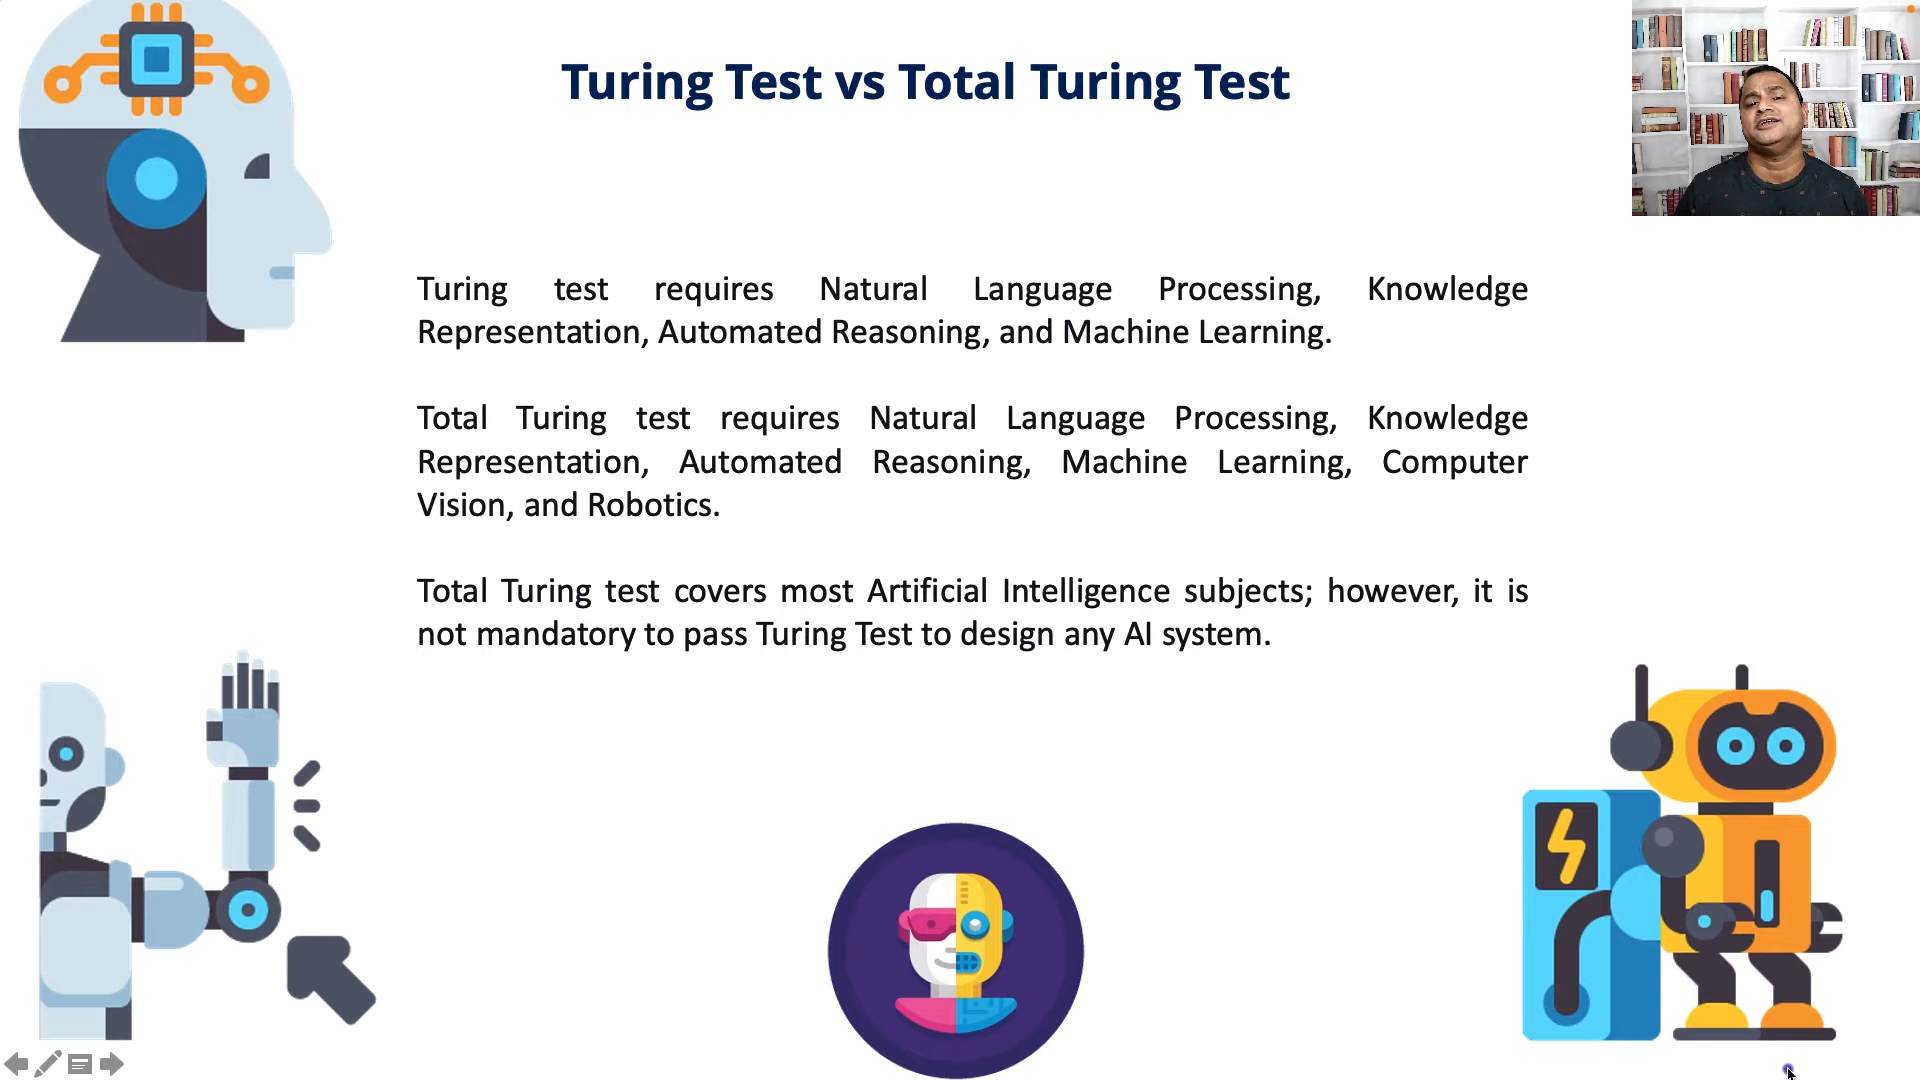 Turing Test vs Total Turing Test
Turing test requires Natural Language Processing, Knowledge
Representation, Automated Reasoning, and Machine Learning.
Total Turing test requires Natural Language Processing, Knowledge
Representation, Automated Reasoning, Machine Learning, Computer
Vision, and Robotics.
Total Turing test covers most Artificial Intelligence subjects; however, it is
not mandatory to pass Turing Test to design any AI system.